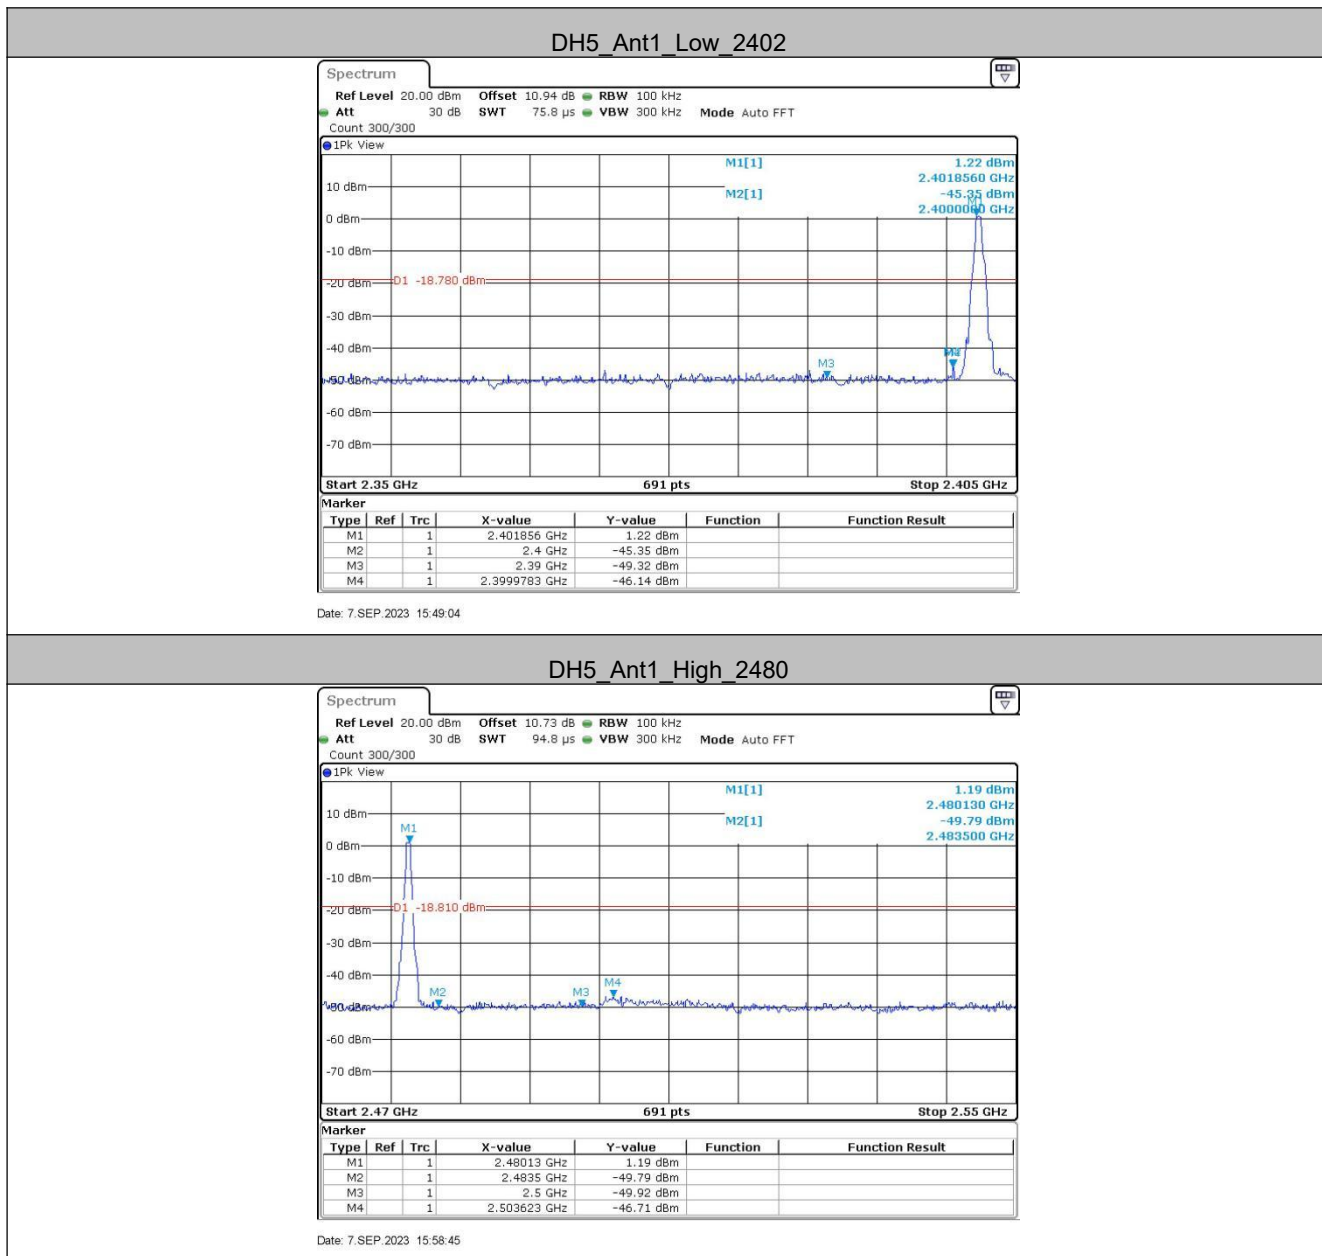 DH5_Ant1_Low_2402
Spectrum
Ref Level 20.00 dBm Offset 10.94 dB RBW 100 kHz
Att 30 dB SWT 75.8 µs VBW 300 kHz Mode Auto FFT
Count 300/300
1Pk View
M1[1] 1.22 dBm
2.4018560 GHz
M2[1] -45.35 dBm
2.4000000 GHz
M1
10 dBm
0 dBm
-10 dBm
D1 -18.780 dBm
-20 dBm
-30 dBm
-40 dBm
M3
-50 dBm
-60 dBm
-70 dBm
Start 2.35 GHz 691 pts Stop 2.405 GHz
Marker
Type Ref Trc X-value Y-value Function Function Result
M1 1 2.401856 GHz 1.22 dBm
M2 1 2.4 GHz -45.35 dBm
M3 1 2.39 GHz -49.32 dBm
M4 1 2.3999783 GHz -46.14 dBm
Date: 7.SEP.2023 15:49:04
DH5_Ant1_High_2480
Spectrum
Ref Level 20.00 dBm Offset 10.73 dB RBW 100 kHz
Att 30 dB SWT 94.8 µs VBW 300 kHz Mode Auto FFT
Count 300/300
1Pk View
M1[1] 1.19 dBm
2.480130 GHz
M2[1] -49.79 dBm
2.483500 GHz
10 dBm
M1
0 dBm
-10 dBm
D1 -18.810 dBm
-20 dBm
-30 dBm
-40 dBm
M2 M3 M4
-50 dBm
-60 dBm
-70 dBm
Start 2.47 GHz 691 pts Stop 2.55 GHz
Marker
Type Ref Trc X-value Y-value Function Function Result
M1 1 2.48013 GHz 1.19 dBm
M2 1 2.4835 GHz -49.79 dBm
M3 1 2.5 GHz -49.92 dBm
M4 1 2.503623 GHz -46.71 dBm
Date: 7.SEP.2023 15:58:45